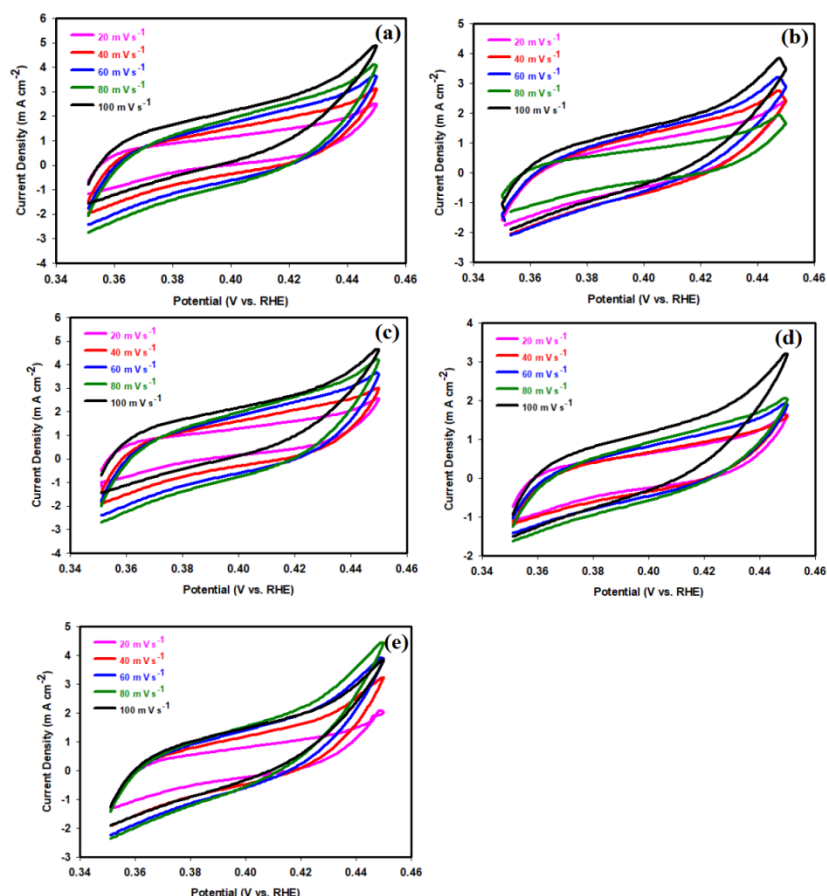 (a)
6
5
4
3
2
1
0
-1
-2
-3
-4
20 m V s-1
40 m V s-1
60 m V s-1
80 m V s-1
100 m V s-1
Current Density (m A cm-2)
0.34 0.36 0.38 0.40 0.42 0.44 0.46
Potential (V vs. RHE)
(b)
5
4
3
2
1
0
-1
-2
-3
20 m V s-1
40 m V s-1
60 m V s-1
80 m V s-1
100 m V s-1
Current Density (m A cm-2)
0.34 0.36 0.38 0.40 0.42 0.44 0.46
Potential (V vs. RHE)
(c)
6
5
4
3
2
1
0
-1
-2
-3
-4
20 m V s-1
40 m V s-1
60 m V s-1
80 m V s-1
100 m V s-1
Current Density (m A cm-2)
0.34 0.36 0.38 0.40 0.42 0.44 0.46
Potential (V vs. RHE)
(d)
4
3
2
1
0
-1
-2
20 m V s-1
40 m V s-1
60 m V s-1
80 m V s-1
100 m V s-1
Current Density (m A cm-2)
0.34 0.36 0.38 0.40 0.42 0.44 0.46
Potential (V vs. RHE)
(e)
5
4
3
2
1
0
-1
-2
-3
20 m V s-1
40 m V s-1
60 m V s-1
80 m V s-1
100 m V s-1
Current Density (m A cm-2)
0.34 0.36 0.38 0.40 0.42 0.44 0.46
Potential (V vs. RHE)